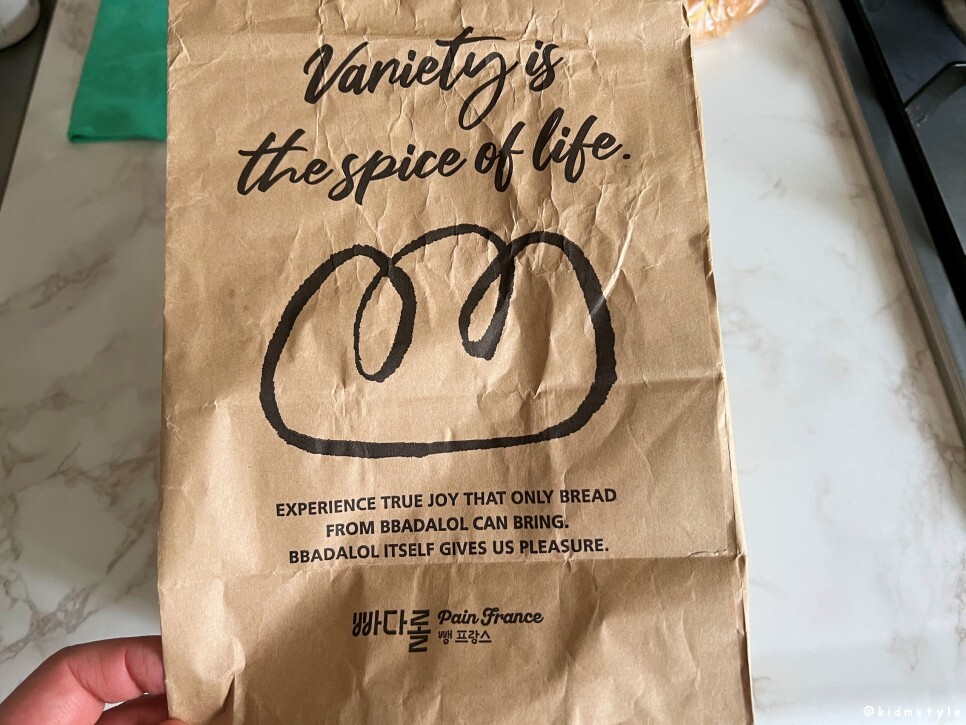 Variety is
the spice of life.
EXPERIENCE TRUE JOY THAT ONLY BREAD
FROM BBADALOL CAN BRING.
BBADALOL ITSELF GIVES US PLEASURE.
빠다롤 Pain France
뺑 프랑스
@kidmstyle